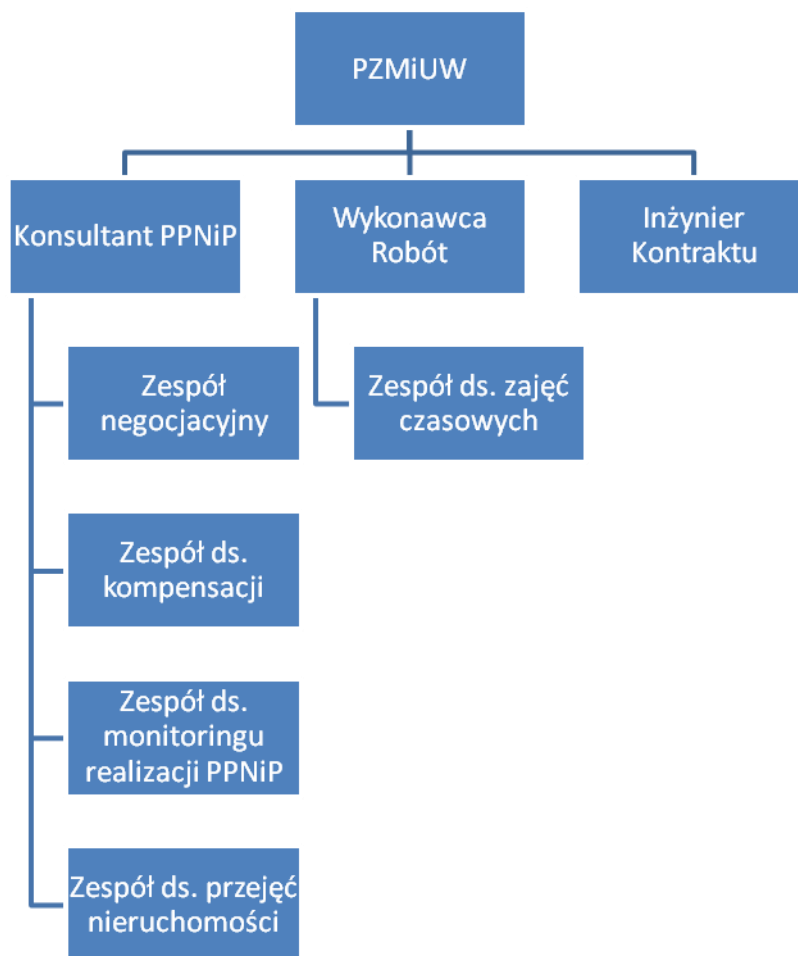 PZMiUW
Konsultant PPNiP
Wykonawca
Robót
Inżynier
Kontraktu
Zespół
negocjacyjny
Zespół ds. zajęć
czasowych
Zespół ds.
kompensacji
Zespół ds.
monitoringu
realizacji PPNiP
Zespół ds. przejęć
nieruchomości